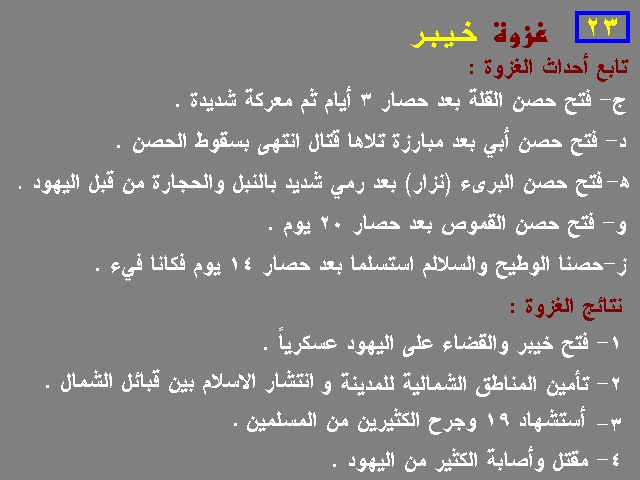 ٢٣
غزوة خيبر
تابع أحداث الغزوة :
ج- فتح حصن القلة بعد حصار ٣ أيام ثم معركة شديدة .
د- فتح حصن أبي بعد مبارزة تلاها قتال انتهى بسقوط الحصن .
ه- فتح حصن البرىء (نزار) بعد رمي شديد بالنبل والحجارة من قبل اليهود .
و- فتح حصن القموص بعد حصار ٢٠ يوم .
ز-حصنا الوطيح والسلالم استسلما بعد حصار ١٤ يوم فكانا فيء .
نتائج الغزوة :
١- فتح خيبر والقضاء على اليهود عسكرياً .
٢- تأمين المناطق الشمالية للمدينة و انتشار الاسلام بين قبائل الشمال .
٣- أستشهاد ١٩ وجرح الكثيرين من المسلمين .
٤- مقتل وأصابة الكثير من اليهود .